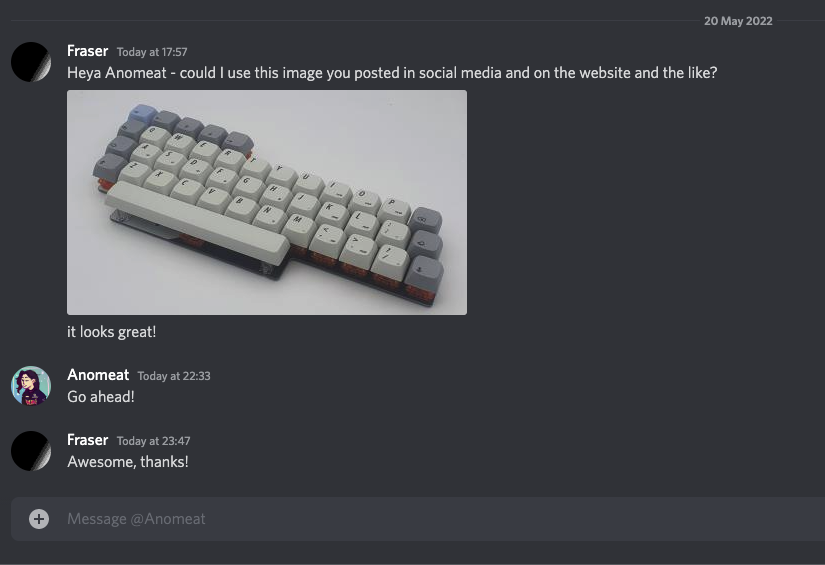 20 May 2022
Fraser Today at 17:57
Heya Anomeat - could I use this image you posted in social media and on the website and the like?
Q W E R T Y U I O P
A S D F G H J K L
Z X C V B N M < > ?
it looks great!
Anomeat Today at 22:33
Go ahead!
Fraser Today at 23:47
Awesome, thanks!
Message @Anomeat